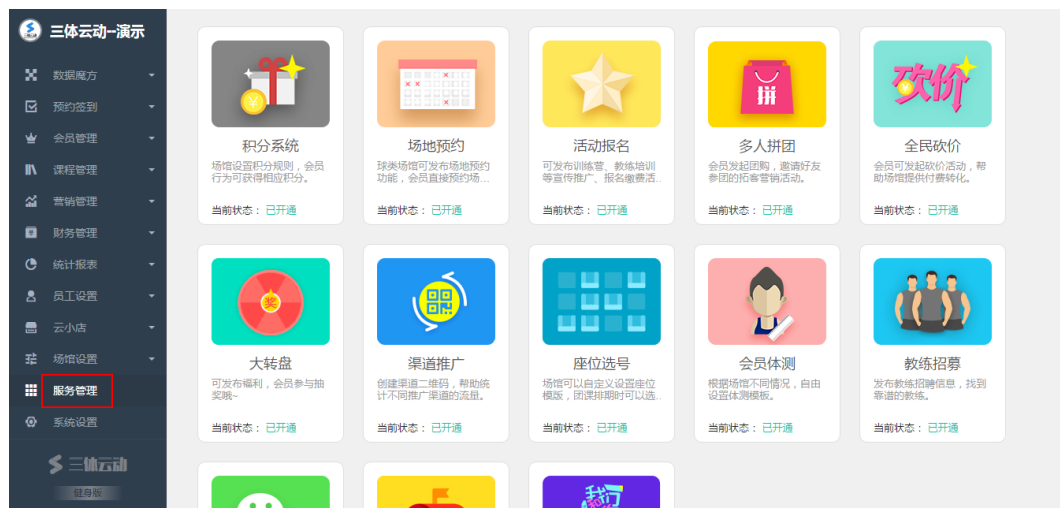 三体云动--演示
数据魔方
预约签到
会员管理
课程管理
营销管理
财务管理
统计报表
员工设置
云小店
场馆设置
服务管理
系统设置
三体云动
健身版
积分系统
场馆设置积分规则，会员
行为可获得相应积分。
当前状态： 已开通
场地预约
球类场馆可发布场地预约
功能，会员直接预约场...
当前状态： 已开通
活动报名
可发布训练营、教练培训
等宣传推广、报名缴费活..
当前状态： 已开通
拼
多人拼团
会员发起团购，邀请好友
参团的拓客营销活动。
当前状态： 已开通
砍价
全民砍价
会员可发起砍价活动，帮
助场馆提供付费转化。
当前状态： 已开通
奖
大转盘
可发布福利，会员参与抽
奖哦~
当前状态： 已开通
渠道推广
创建渠道二维码，帮助统
计不同推广渠道的流量。
当前状态： 已开通
座位选号
场馆可以自定义设置座位
模版，团课排期时可以选..
当前状态： 已开通
会员体测
根据场馆不同情况，自由
设置体测模板。
当前状态： 已开通
教练招募
发布教练招聘信息，找到
靠谱的教练。
当前状态： 已开通